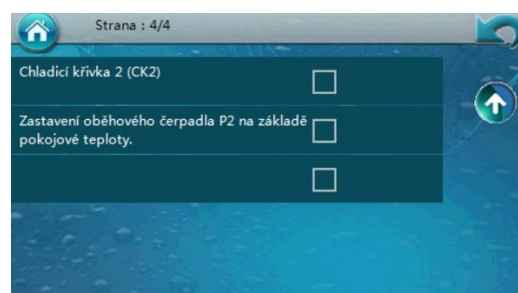 Strana : 4/4
Chladicí křivka 2 (CK2)
Zastavení oběhového čerpadla P2 na základě
pokojové teploty.